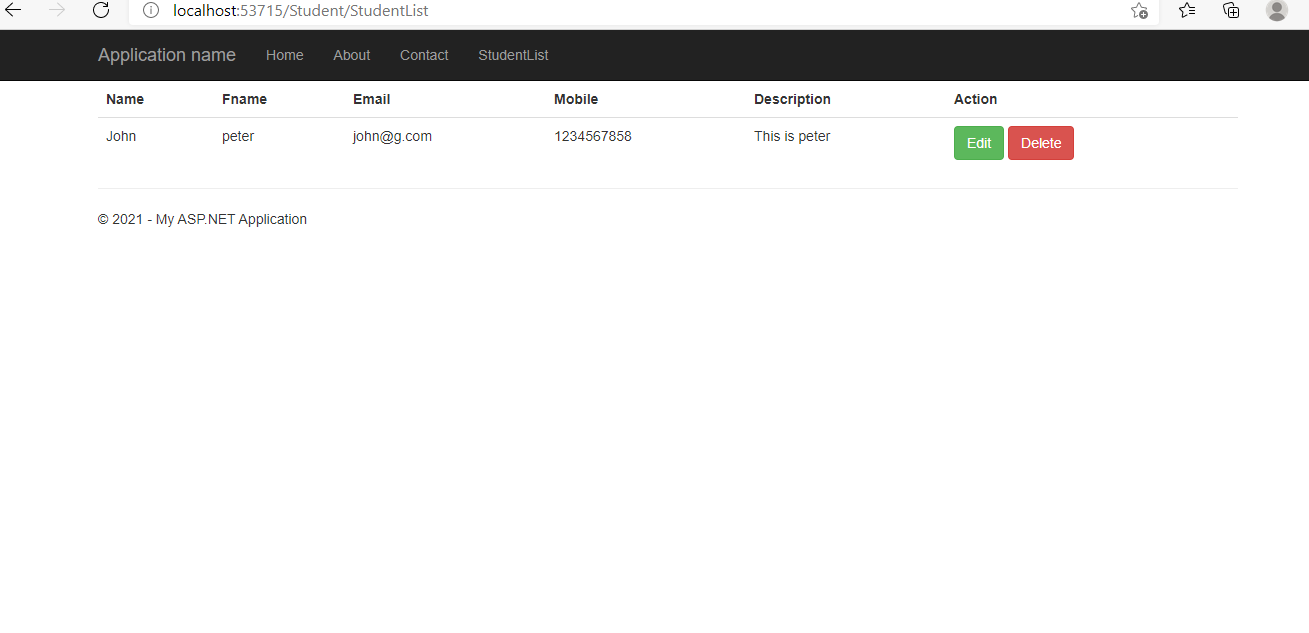 localhost:53715/Student/StudentList
Application name Home About Contact StudentList
Name Fname Email Mobile Description Action
John peter john@g.com 1234567858 This is peter Edit Delete
© 2021 - My ASP.NET Application